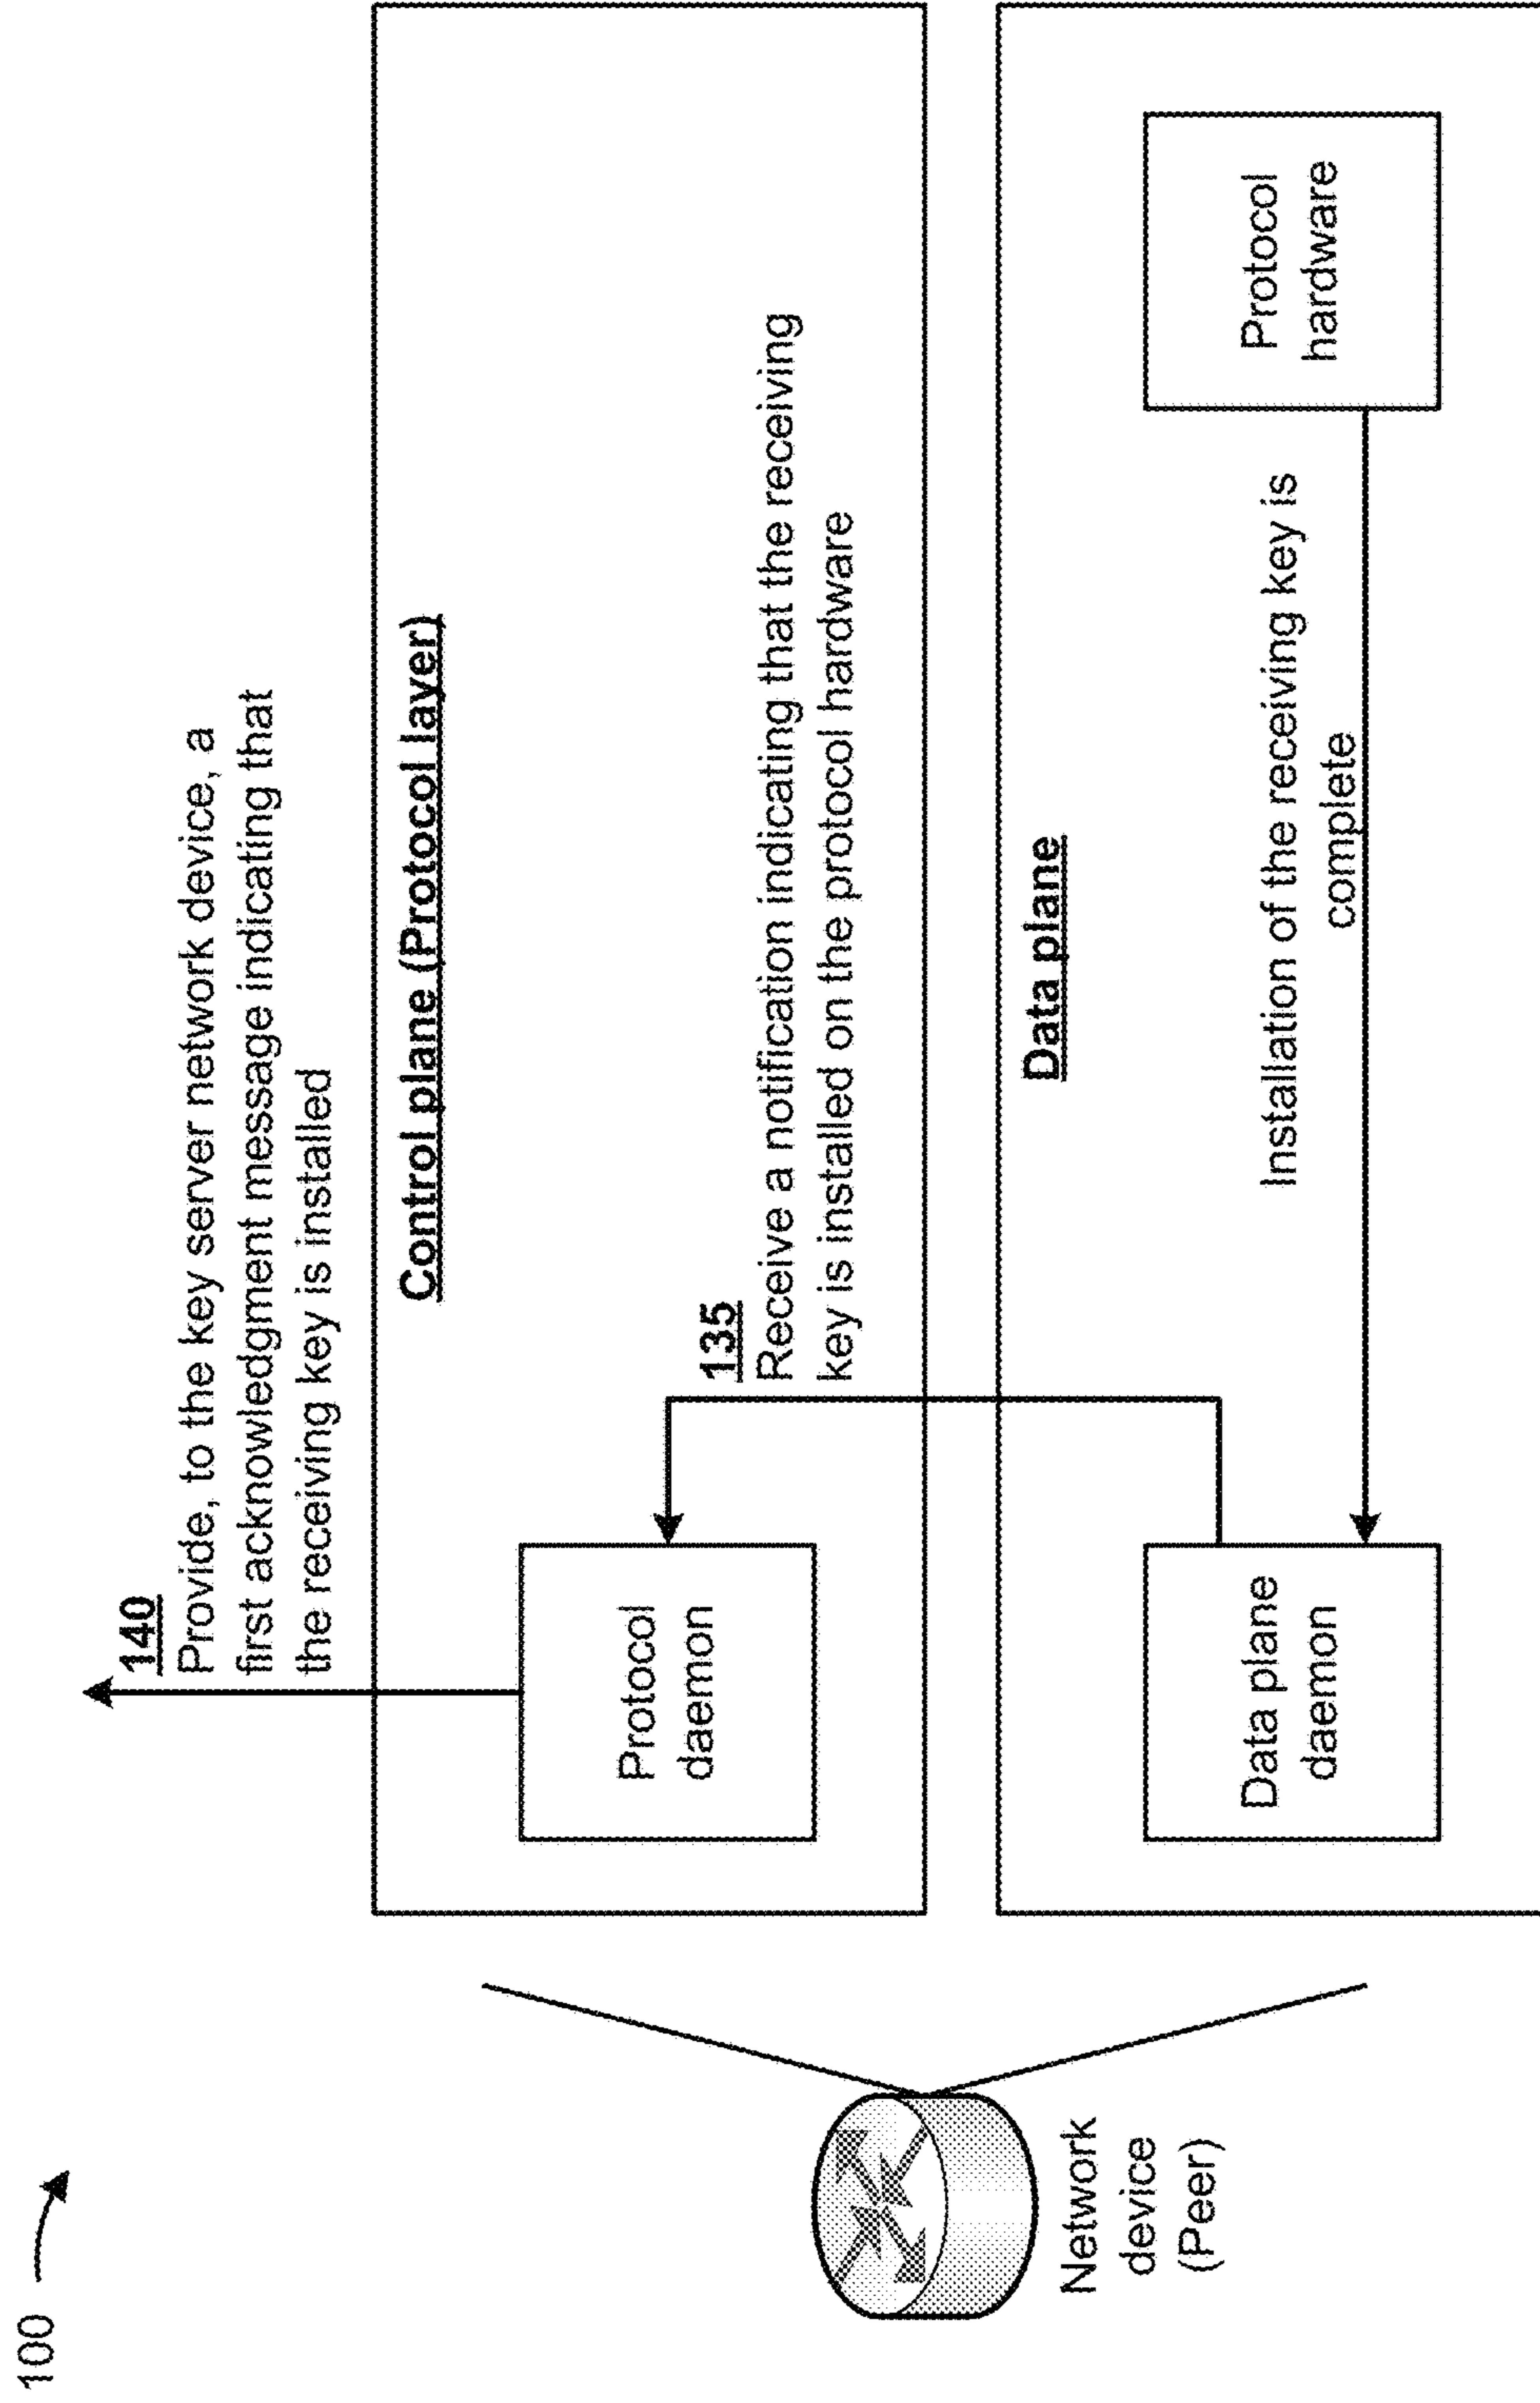 100
140
Provide, to the key server network device, a
first acknowledgment message indicating that
the receiving key is installed
Control plane (Protocol layer)
Protocol
daemon
135
Receive a notification indicating that the receiving
key is installed on the protocol hardware
Network
device
(Peer)
Data plane
Data plane
daemon
Installation of the receiving key is
complete
Protocol
hardware